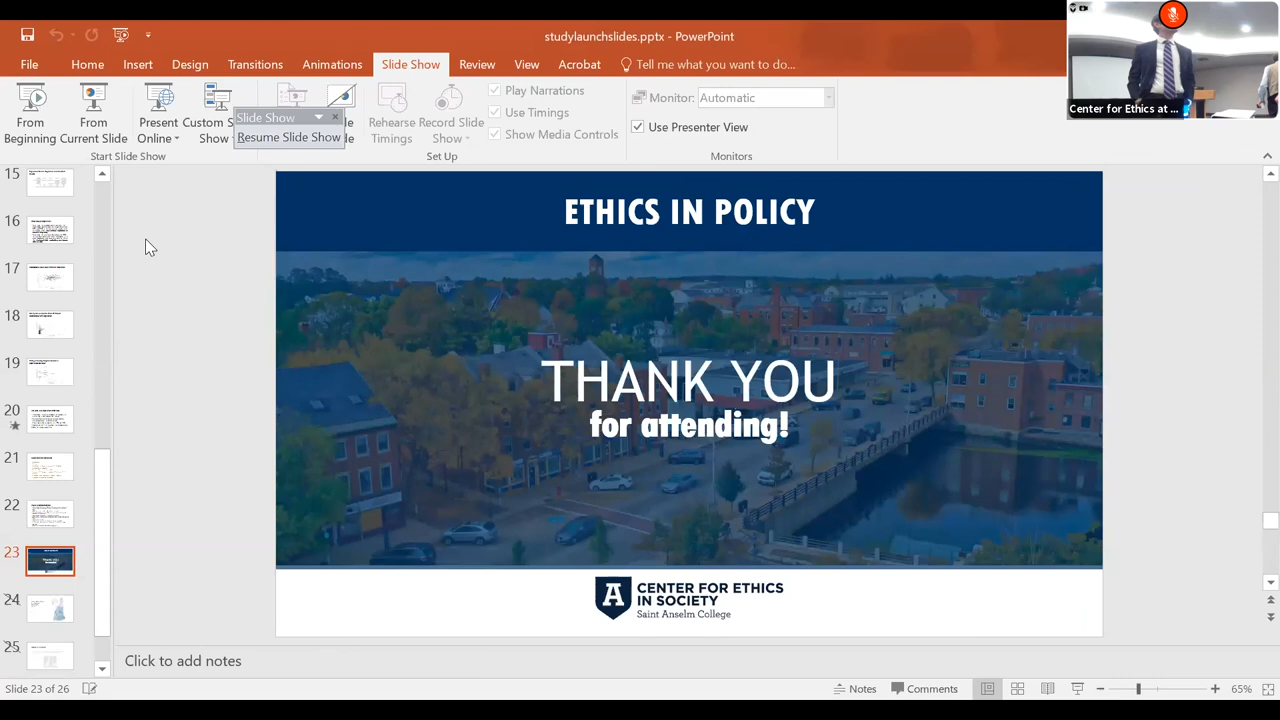 studylaunchslides.pptx - PowerPoint
File Home Insert Design Transitions Animations Slide Show Review View Acrobat Tell me what you want to do...
From Beginning
From Current Slide
Present Online
Custom Show
Start Slide Show
Slide Show
Resume Slide Show
Rehearse Timings
Record Slide Show
Play Narrations
Use Timings
Show Media Controls
Set Up
Monitor: Automatic
Use Presenter View
Monitors
Center for Ethics at ...
15
16
17
18
19
20
21
22
23
24
25
ETHICS IN POLICY
THANK YOU
for attending!
A
CENTER FOR ETHICS
IN SOCIETY
Saint Anselm College
Click to add notes
Slide 23 of 26
Notes
Comments
65%